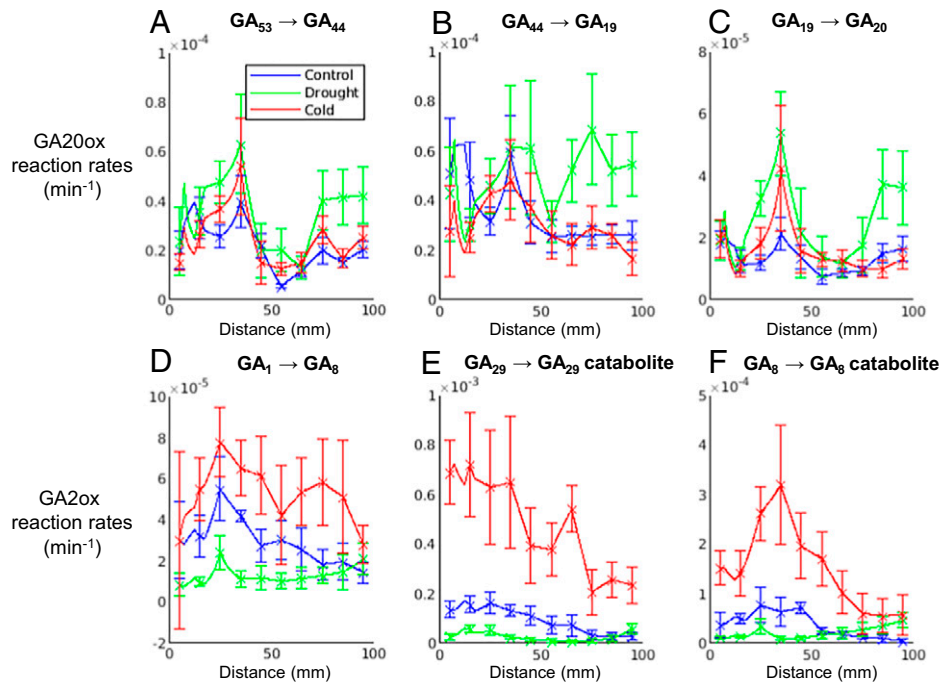 A GA53 → GA44
B GA44 → GA19
C GA19 → GA20
×10-4
×10-4
×10-5
1
0.8
0.6
0.4
0.2
0
Control
Drought
Cold
1
0.8
0.6
0.4
0.2
0
8
6
4
2
0
GA20ox
reaction rates
(min-1)
0 50 100
0 50 100
0 50 100
Distance (mm)
Distance (mm)
Distance (mm)
D GA1 → GA8
E GA29 → GA29 catabolite
F GA8 → GA8 catabolite
×10-5
×10-3
×10-4
10
8
6
4
2
0
-2
1
0.8
0.6
0.4
0.2
0
5
4
3
2
1
0
GA2ox
reaction rates
(min-1)
0 50 100
0 50 100
0 50 100
Distance (mm)
Distance (mm)
Distance (mm)